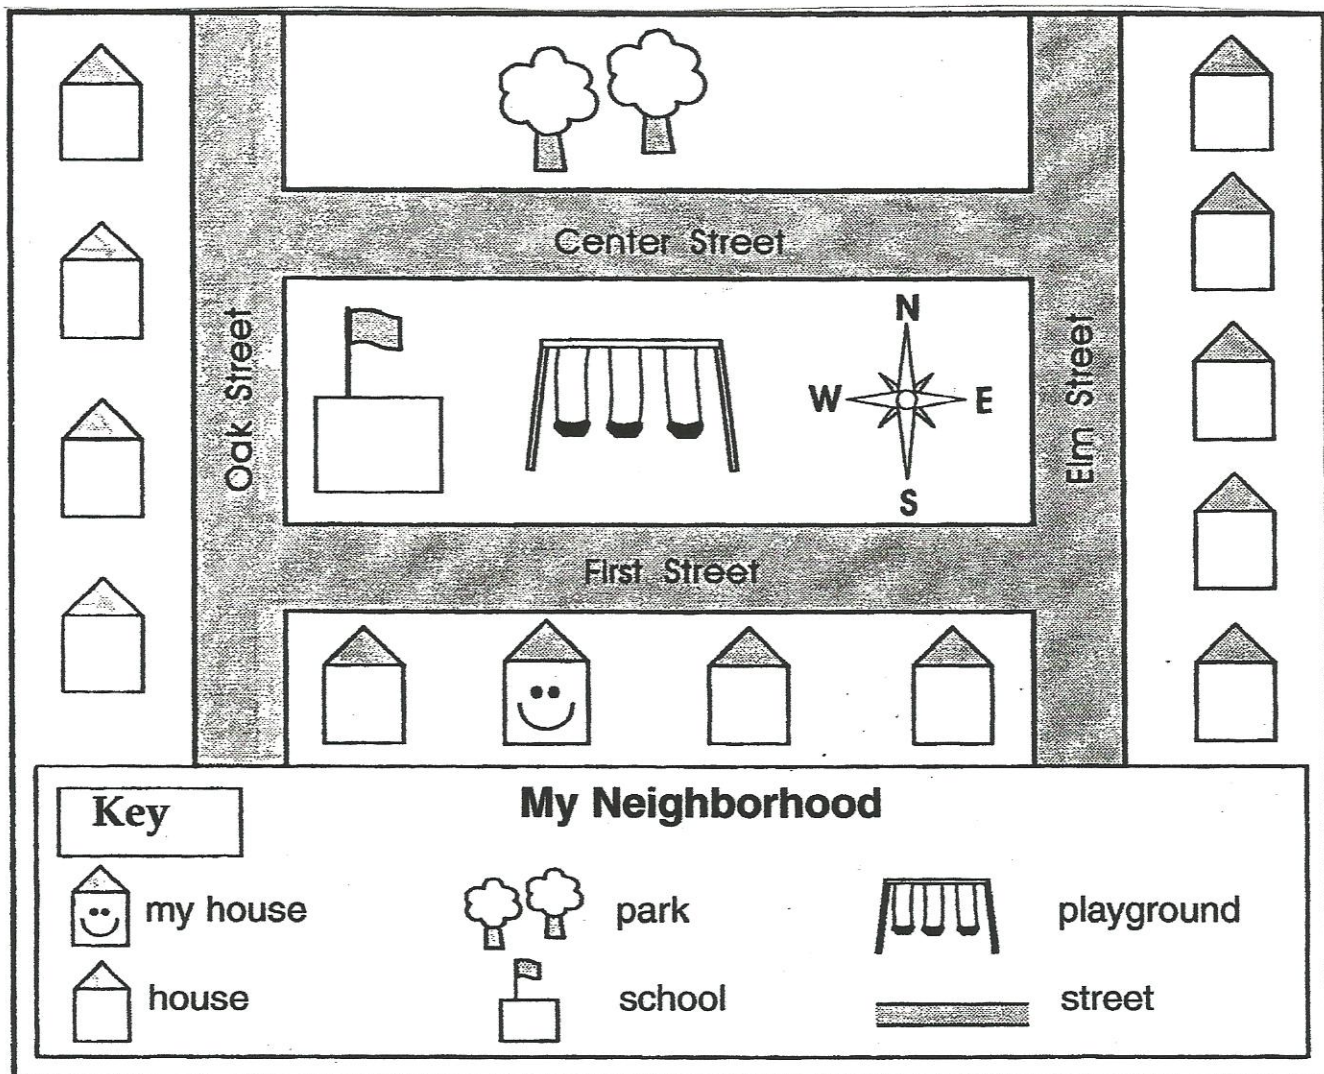 Center Street
Oak Street
N
W E
S
Elm Street
First Street
Key
My Neighborhood
my house
park
playground
house
school
street